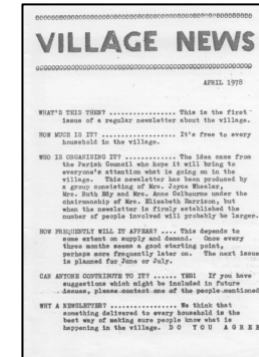 VILLAGE NEWS
APRIL 1978
WHAT'S THIS THEN? ................ This is the first
issue of a regular newsletter about the village.
HOW MUCH IS IT? ................ It's free to every
household in the village.
WHO IS ORGANISING IT? ........... The idea came from
the Parish Council who hope it will bring to
everyone's attention what is going on in the
village. This newsletter has been produced by
a group consisting of Mrs. Joyce Wheeler,
Mrs. Ruth and Mrs. Anne Colbourne under the
chairmanship of Mrs. Elizabeth Harrison, but
when the newsletter is firmly established the
number of people involved will probably be larger.
HOW FREQUENTLY WILL IT APPEAR? .... This depends to
some extent on supply and demand. Once every
three months seems a good starting point,
perhaps more frequently later on. The next issue
is planned for June or July.
CAN ANYONE CONTRIBUTE TO IT? ...... YES! If you have
suggestions which might be included in future
issues, please contact one of the people mentioned
WHY A NEWSLETTER? ............... We think that
something delivered to every household is the
best way of making sure people know what is
happening in the village. D O Y O U A G R E E